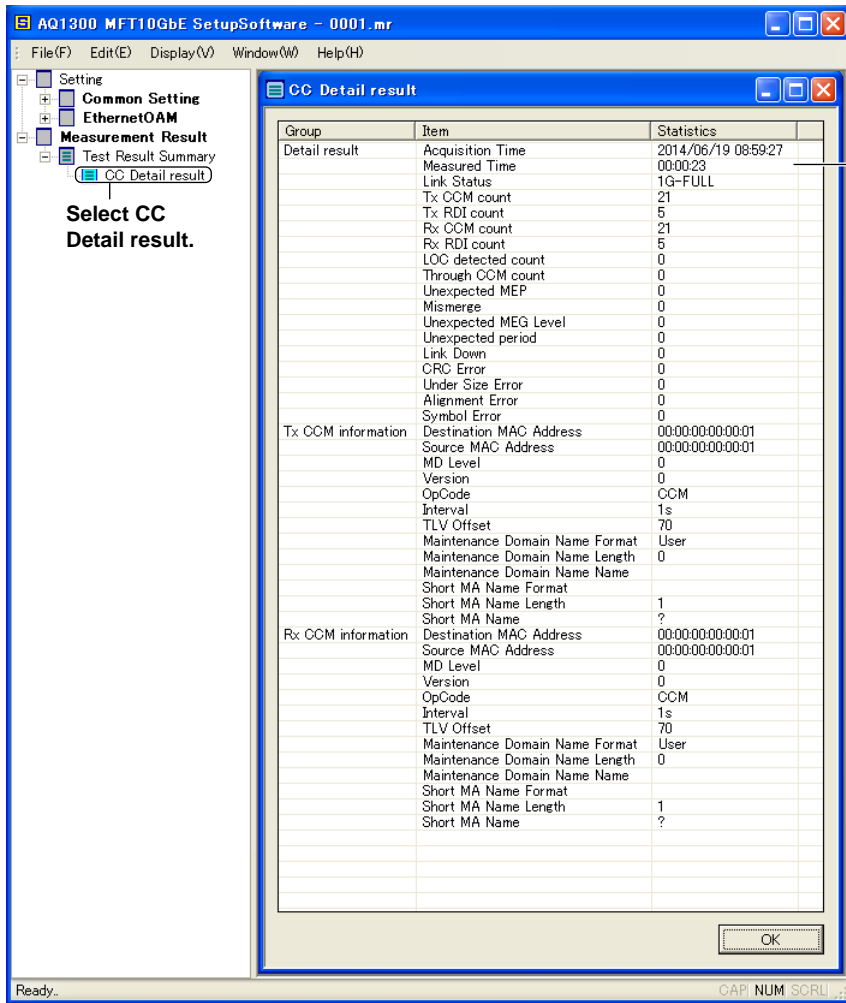 AQ1300 MFT10GbE SetupSoftware - 0001.mr
File(F) Edit(E) Display(V) Window(W) Help(H)
Setting
Common Setting
EthernetOAM
Measurement Result
Test Result Summary
CC Detail result
Select CC
Detail result.
CC Detail result
Group Item Statistics
Detail result Acquisition Time 2014/06/19 08:59:27
Measured Time 00:00:23
Link Status 1G-FULL
Tx CCM count 21
Tx RDI count 5
Rx CCM count 21
Rx RDI count 5
LOC detected count 0
Through CCM count 0
Unexpected MEP 0
Mismerge 0
Unexpected MEG Level 0
Unexpected period 0
Link Down 0
CRC Error 0
Under Size Error 0
Alignment Error 0
Symbol Error 0
Tx CCM information Destination MAC Address 00:00:00:00:00:01
Source MAC Address 00:00:00:00:00:01
MD Level 0
Version 0
OpCode CCM
Interval 1s
TLV Offset 70
Maintenance Domain Name Format User
Maintenance Domain Name Length 0
Maintenance Domain Name Name
Short MA Name Format
Short MA Name Length 1
Short MA Name ?
Rx CCM information Destination MAC Address 00:00:00:00:00:01
Source MAC Address 00:00:00:00:00:01
MD Level 0
Version 0
OpCode CCM
Interval 1s
TLV Offset 70
Maintenance Domain Name Format User
Maintenance Domain Name Length 0
Maintenance Domain Name Name
Short MA Name Format
Short MA Name Length 1
Short MA Name ?
OK
Ready.. CAP NUM SCRL